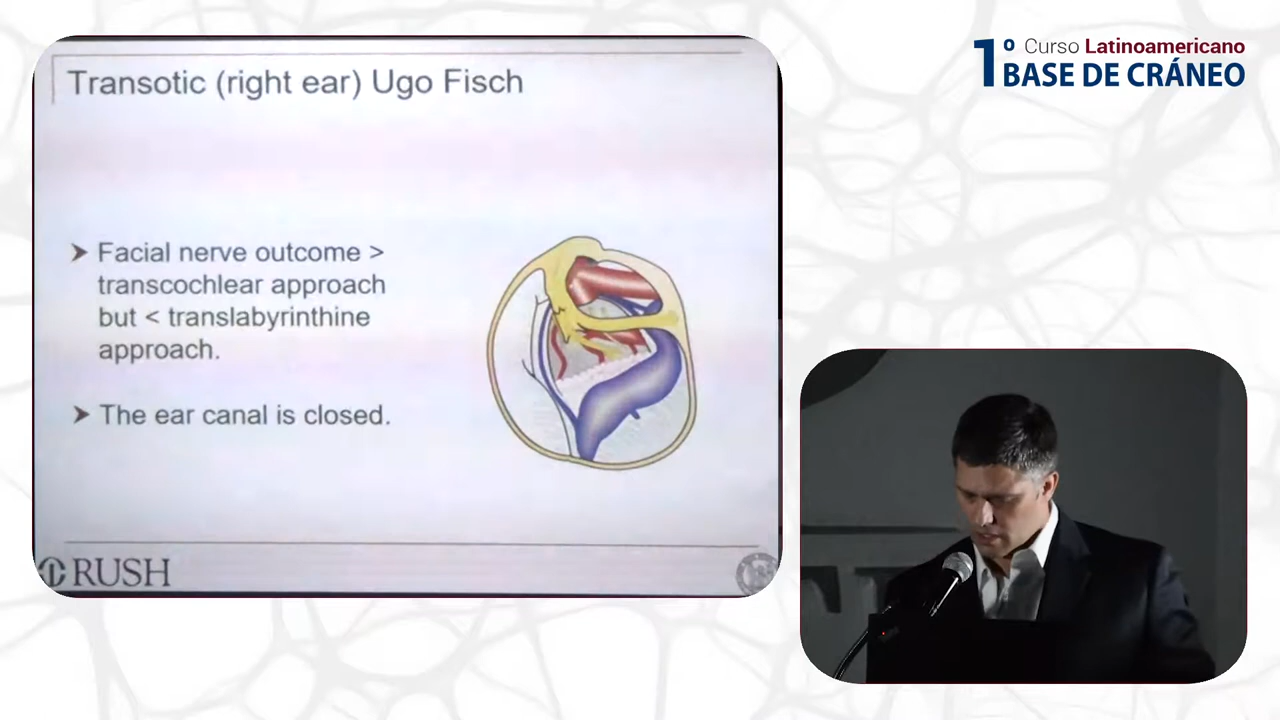 1º Curso Latinoamericano
BASE DE CRÁNEO
Transotic (right ear) Ugo Fisch
➤ Facial nerve outcome >
transcochlear approach
but < translabyrinthine
approach.
➤ The ear canal is closed.
RUSH